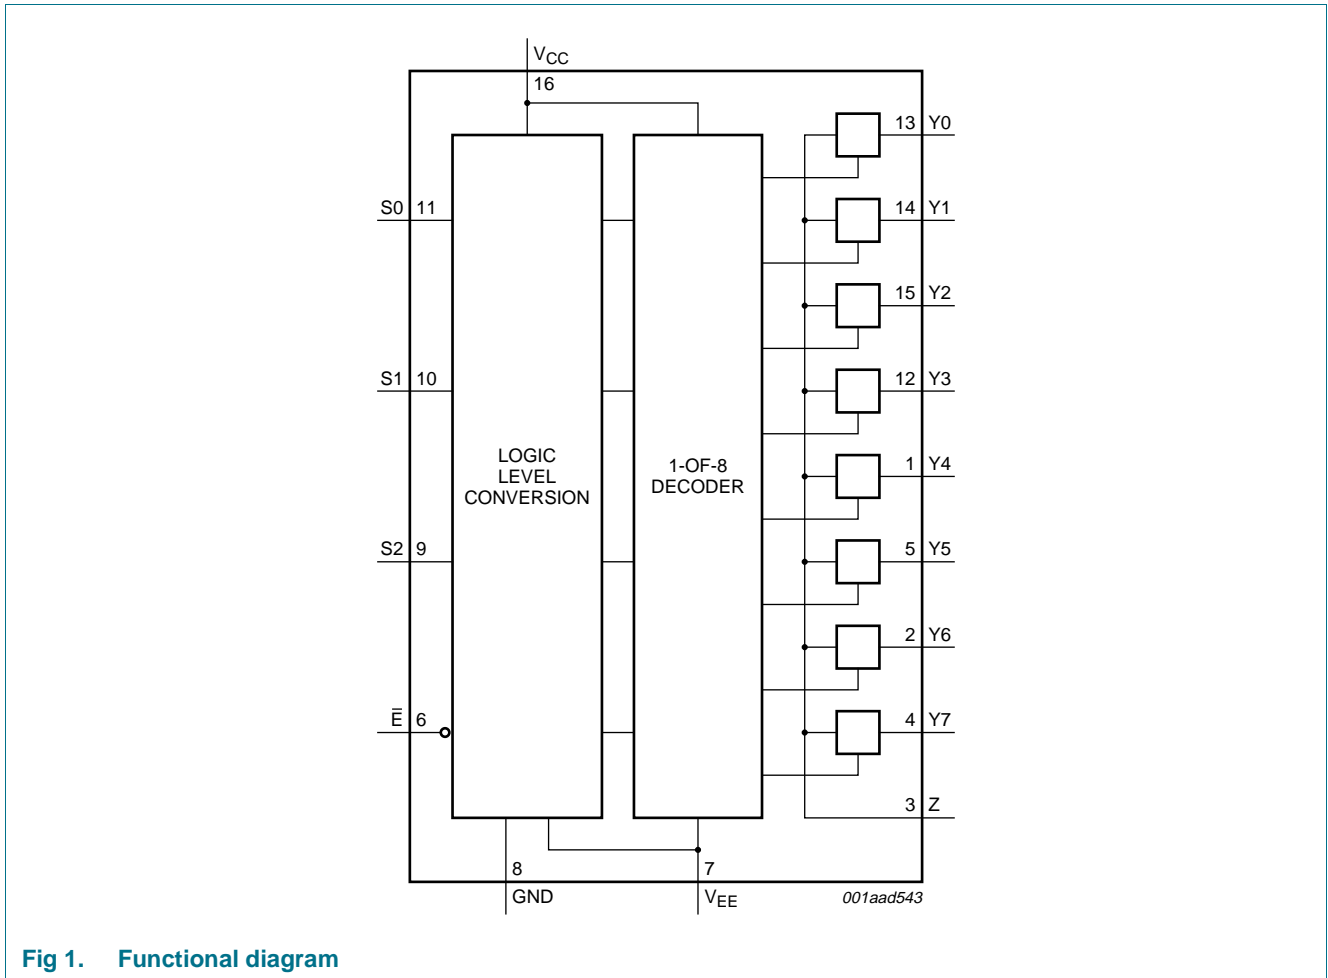 VCC
16
13 Y0
S0 11
14 Y1
15 Y2
S1 10
12 Y3
LOGIC
LEVEL
CONVERSION
1-OF-8
DECODER
1 Y4
S2 9
5 Y5
2 Y6
E̅ 6
4 Y7
3 Z
8
GND
7
VEE
001aad543
Fig 1. Functional diagram